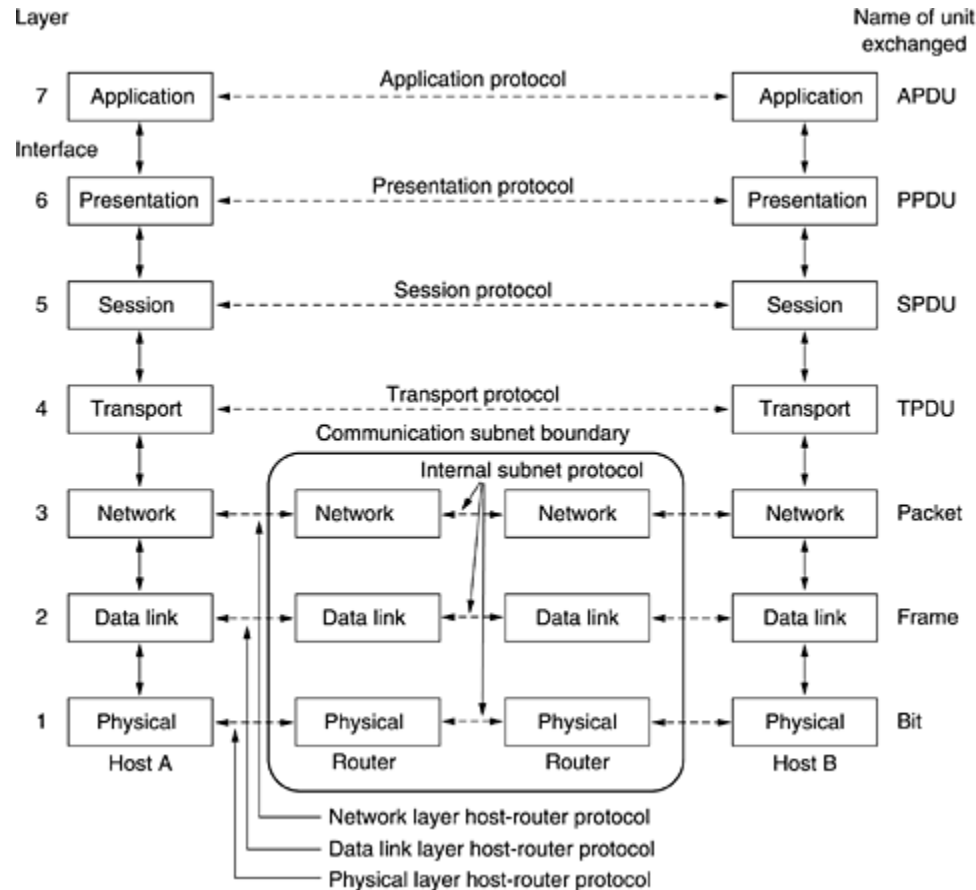 Layer
Name of unit
exchanged
7
Application
Application protocol
Application
APDU
Interface
6
Presentation
Presentation protocol
Presentation
PPDU
5
Session
Session protocol
Session
SPDU
4
Transport
Transport protocol
Transport
TPDU
Communication subnet boundary
Internal subnet protocol
3
Network
Network
Network
Network
Packet
2
Data link
Data link
Data link
Data link
Frame
1
Physical
Physical
Physical
Physical
Bit
Host A
Router
Router
Host B
Network layer host-router protocol
Data link layer host-router protocol
Physical layer host-router protocol